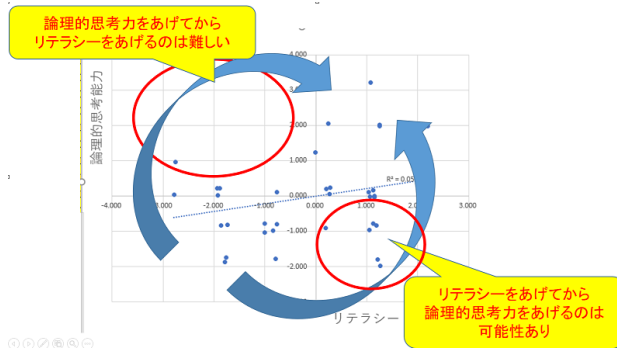 論理的思考力をあげてから
リテラシーをあげるのは難しい
論理的思考能力
4.000
2.000
1.000
R² = 0.05
0.000
-4.000
-3.000
-2.000
-1.000
0.000
1.000
3.000
-1.000
-2.000
リテラシー
リテラシーをあげてから
論理的思考力をあげるのは
可能性あり